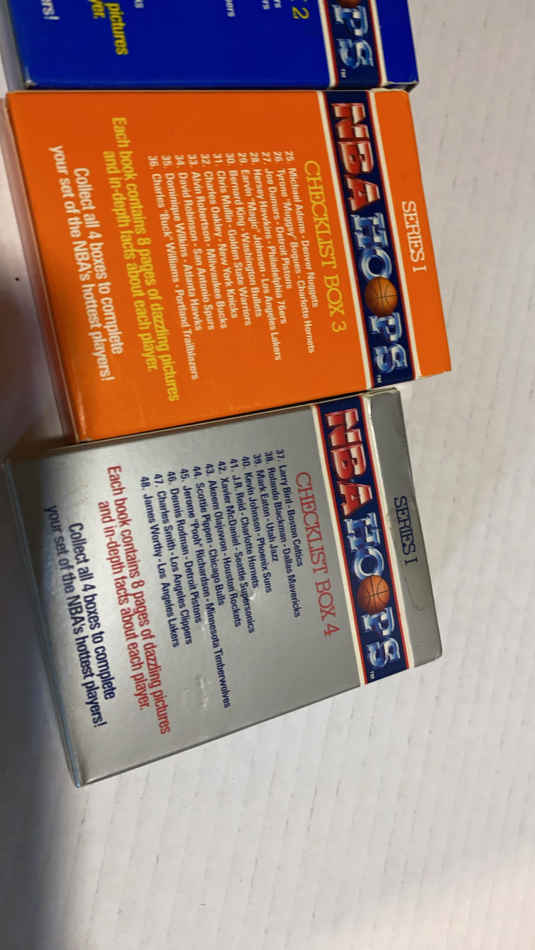 pictures
yer.
ers!
2
OPS
SERIES I
NBA HOOPS
CHECKLIST BOX 3
25. Michael Adams - Denver Nuggets
26. Tyrone "Muggsy" Bogues - Charlotte Hornets
27. Joe Dumars - Detroit Pistons
28. Hersey Hawkins - Philadelphia 76ers
29. Earvin "Magic" Johnson - Los Angeles Lakers
30. Bernard King - Washington Bullets
31. Chris Mullin - Golden State Warriors
32. Charles Oakley - New York Knicks
33. Alvin Robertson - Milwaukee Bucks
34. David Robinson - San Antonio Spurs
35. Dominique Wilkins - Atlanta Hawks
36. Charles "Buck" Williams - Portland Trailblazers
Each book contains 8 pages of dazzling pictures
and in-depth facts about each player.
Collect all 4 boxes to complete
your set of the NBA's hottest players!
SERIES I
NBA HOOPS
CHECKLIST BOX 4
37. Larry Bird - Boston Celtics
38. Rolando Blackman - Dallas Mavericks
39. Mark Eaton - Utah Jazz
40. Kevin Johnson - Phoenix Suns
41. J.R. Reid - Charlotte Hornets
42. Xavier McDaniel - Seattle Supersonics
43. Akeem Olajuwon - Houston Rockets
44. Scottie Pippen - Chicago Bulls
45. Jerome "Pooh" Richardson - Minnesota Timberwolves
46. Dennis Rodman - Detroit Pistons
47. Charles Smith - Los Angeles Clippers
48. James Worthy - Los Angeles Lakers
Each book contains 8 pages of dazzling pictures
and in-depth facts about each player.
Collect all 4 boxes to complete
your set of the NBA's hottest players!